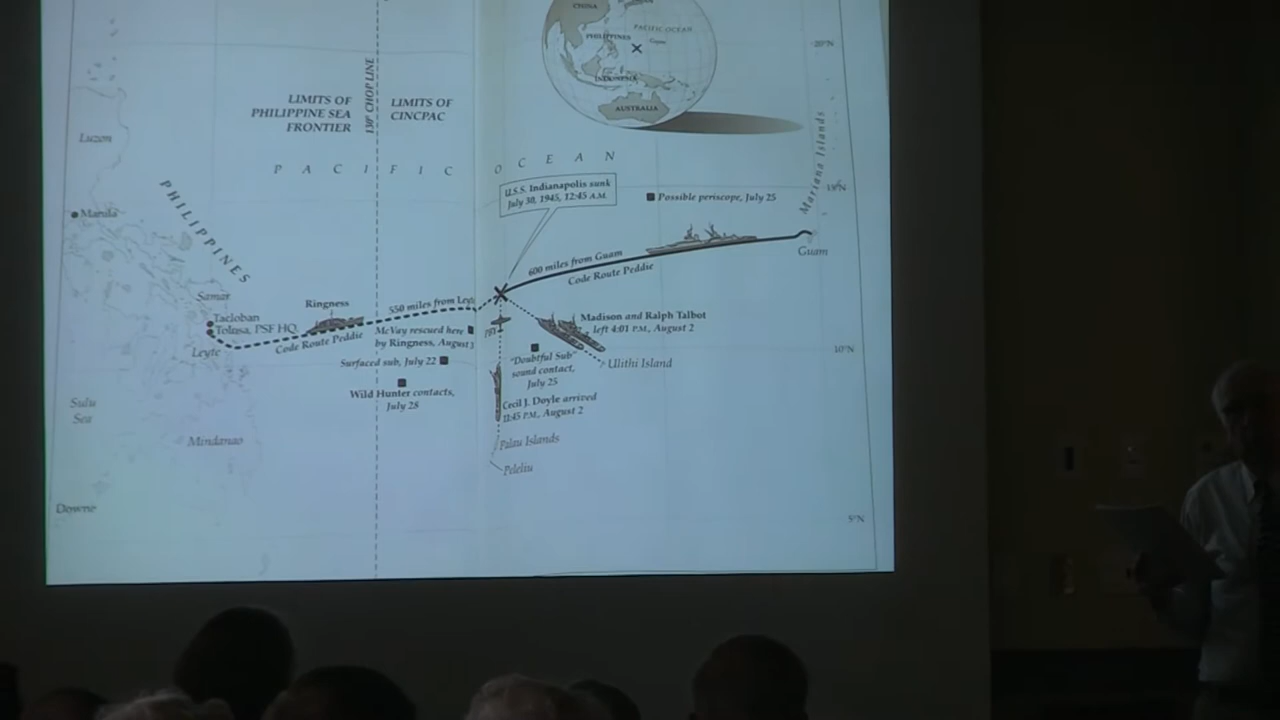 CHINA
PACIFIC OCEAN
PHILIPPINES
INDONESIA
AUSTRALIA
20°N
LIMITS OF
PHILIPPINE SEA
FRONTIER
130° CHOP LINE
LIMITS OF
CINCPAC
Luzon
PACIFIC OCEAN
Mariana Islands
U.S.S. Indianapolis sunk
July 30, 1945, 12:45 A.M.
Possible periscope, July 25
PHILIPPINES
Manila
Guam
600 miles from Guam
Code Route Peddie
Samar
Ringness
550 miles from Leyte
Tacloban
Tolosa, PSF HQ
Code Route Peddie
Leyte
McVay rescued here
by Ringness, August 3
Madison and Ralph Talbot
left 4:01 P.M., August 2
10°N
Surfaced sub, July 22
"Doubtful Sub"
sound contact,
July 25
Ulithi Island
Wild Hunter contacts,
July 28
Cecil J. Doyle arrived
11:45 P.M., August 2
Sulu
Sea
Mindanao
Palau Islands
Peleliu
5°N